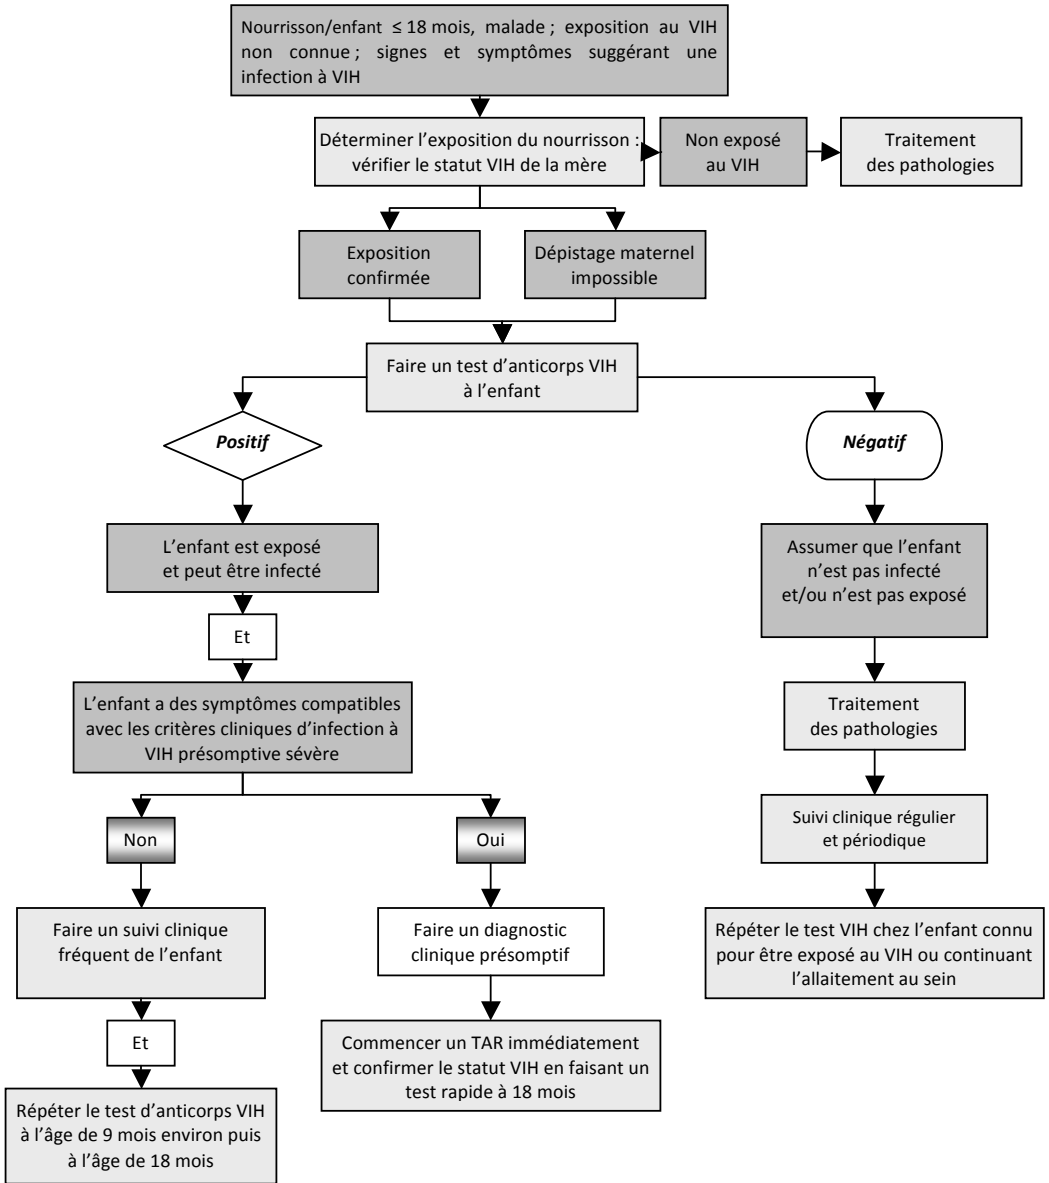 Nourrisson/enfant ≤ 18 mois, malade ; exposition au VIH
non connue ; signes et symptômes suggérant une
infection à VIH
Déterminer l'exposition du nourrisson :
vérifier le statut VIH de la mère
Non exposé
au VIH
Traitement
des pathologies
Exposition
confirmée
Dépistage maternel
impossible
Faire un test d'anticorps VIH
à l'enfant
Positif
Négatif
L'enfant est exposé
et peut être infecté
Assumer que l'enfant
n'est pas infecté
et/ou n'est pas exposé
Et
L'enfant a des symptômes compatibles
avec les critères cliniques d'infection à
VIH présomptive sévère
Traitement
des pathologies
Non
Oui
Suivi clinique régulier
et périodique
Faire un suivi clinique
fréquent de l'enfant
Faire un diagnostic
clinique présomptif
Répéter le test VIH chez l'enfant connu
pour être exposé au VIH ou continuant
l'allaitement au sein
Et
Commencer un TAR immédiatement
et confirmer le statut VIH en faisant un
test rapide à 18 mois
Répéter le test d'anticorps VIH
à l'âge de 9 mois environ puis
à l'âge de 18 mois